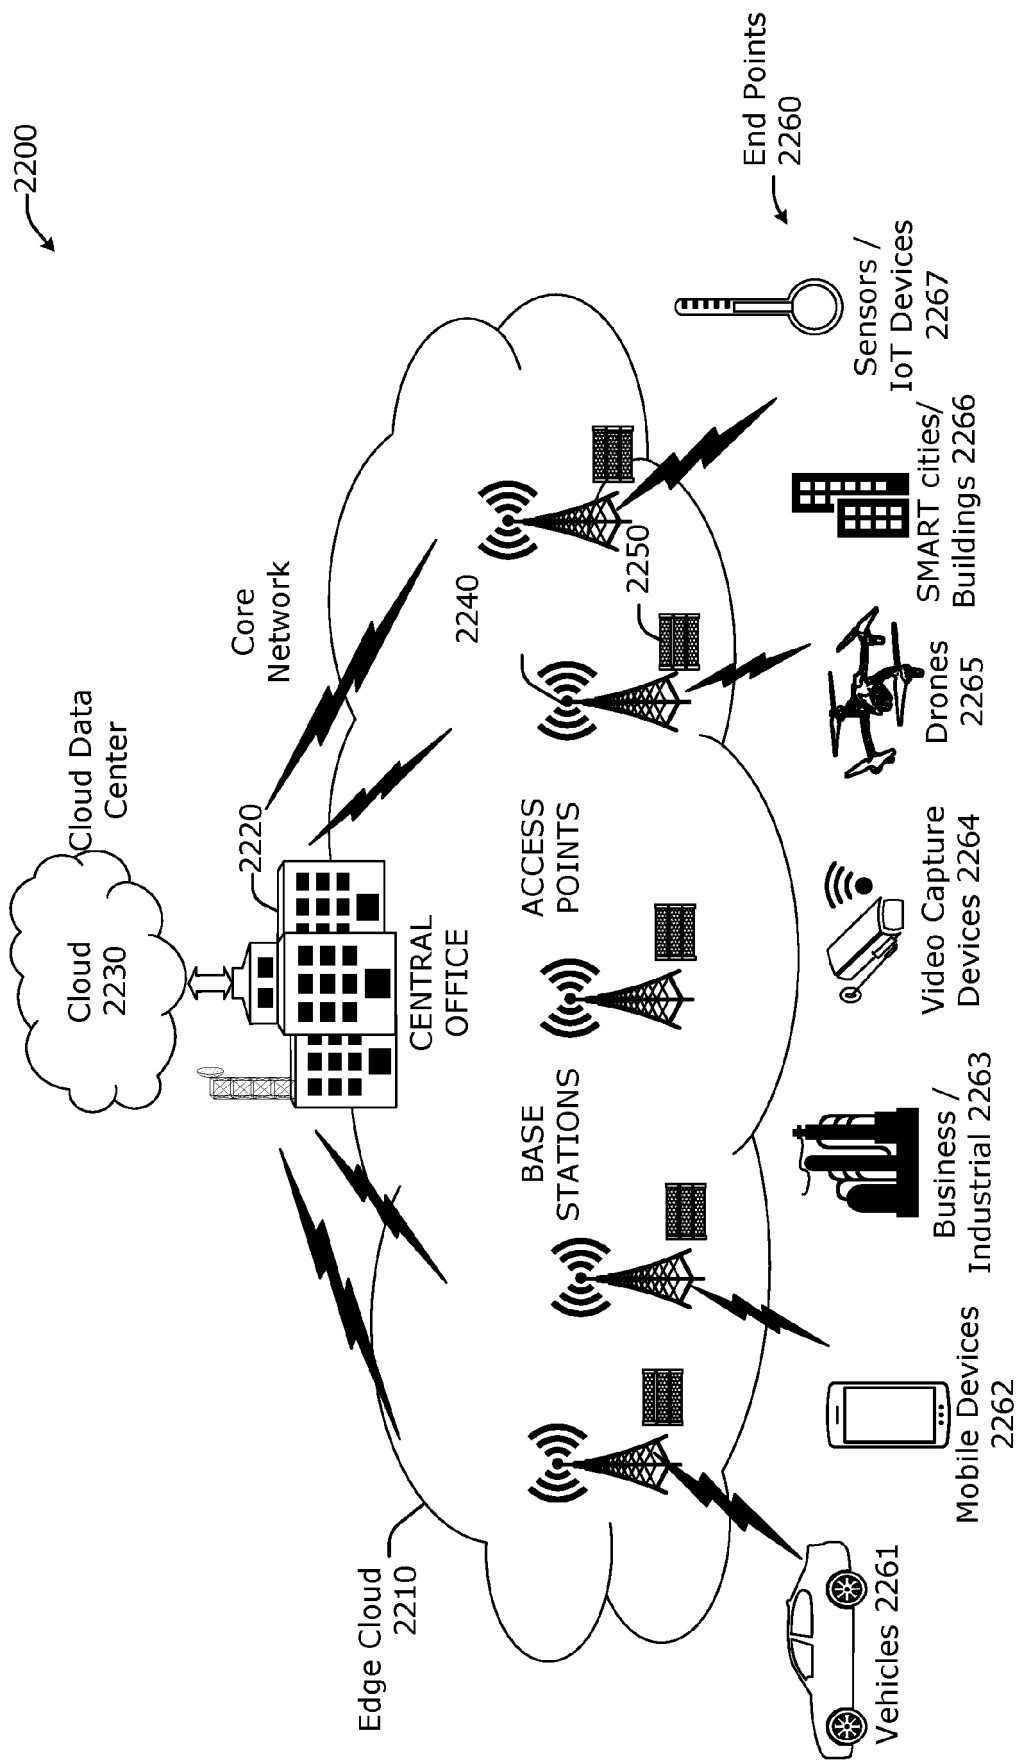 2200
Cloud Data
Center
Cloud
2230
2220
Core
Network
CENTRAL
OFFICE
Edge Cloud
2210
2240
BASE
STATIONS
ACCESS
POINTS
2250
End Points
2260
Vehicles 2261
Mobile Devices
2262
Business /
Industrial 2263
Video Capture
Devices 2264
Drones
2265
SMART cities/
Buildings 2266
Sensors /
IoT Devices
2267